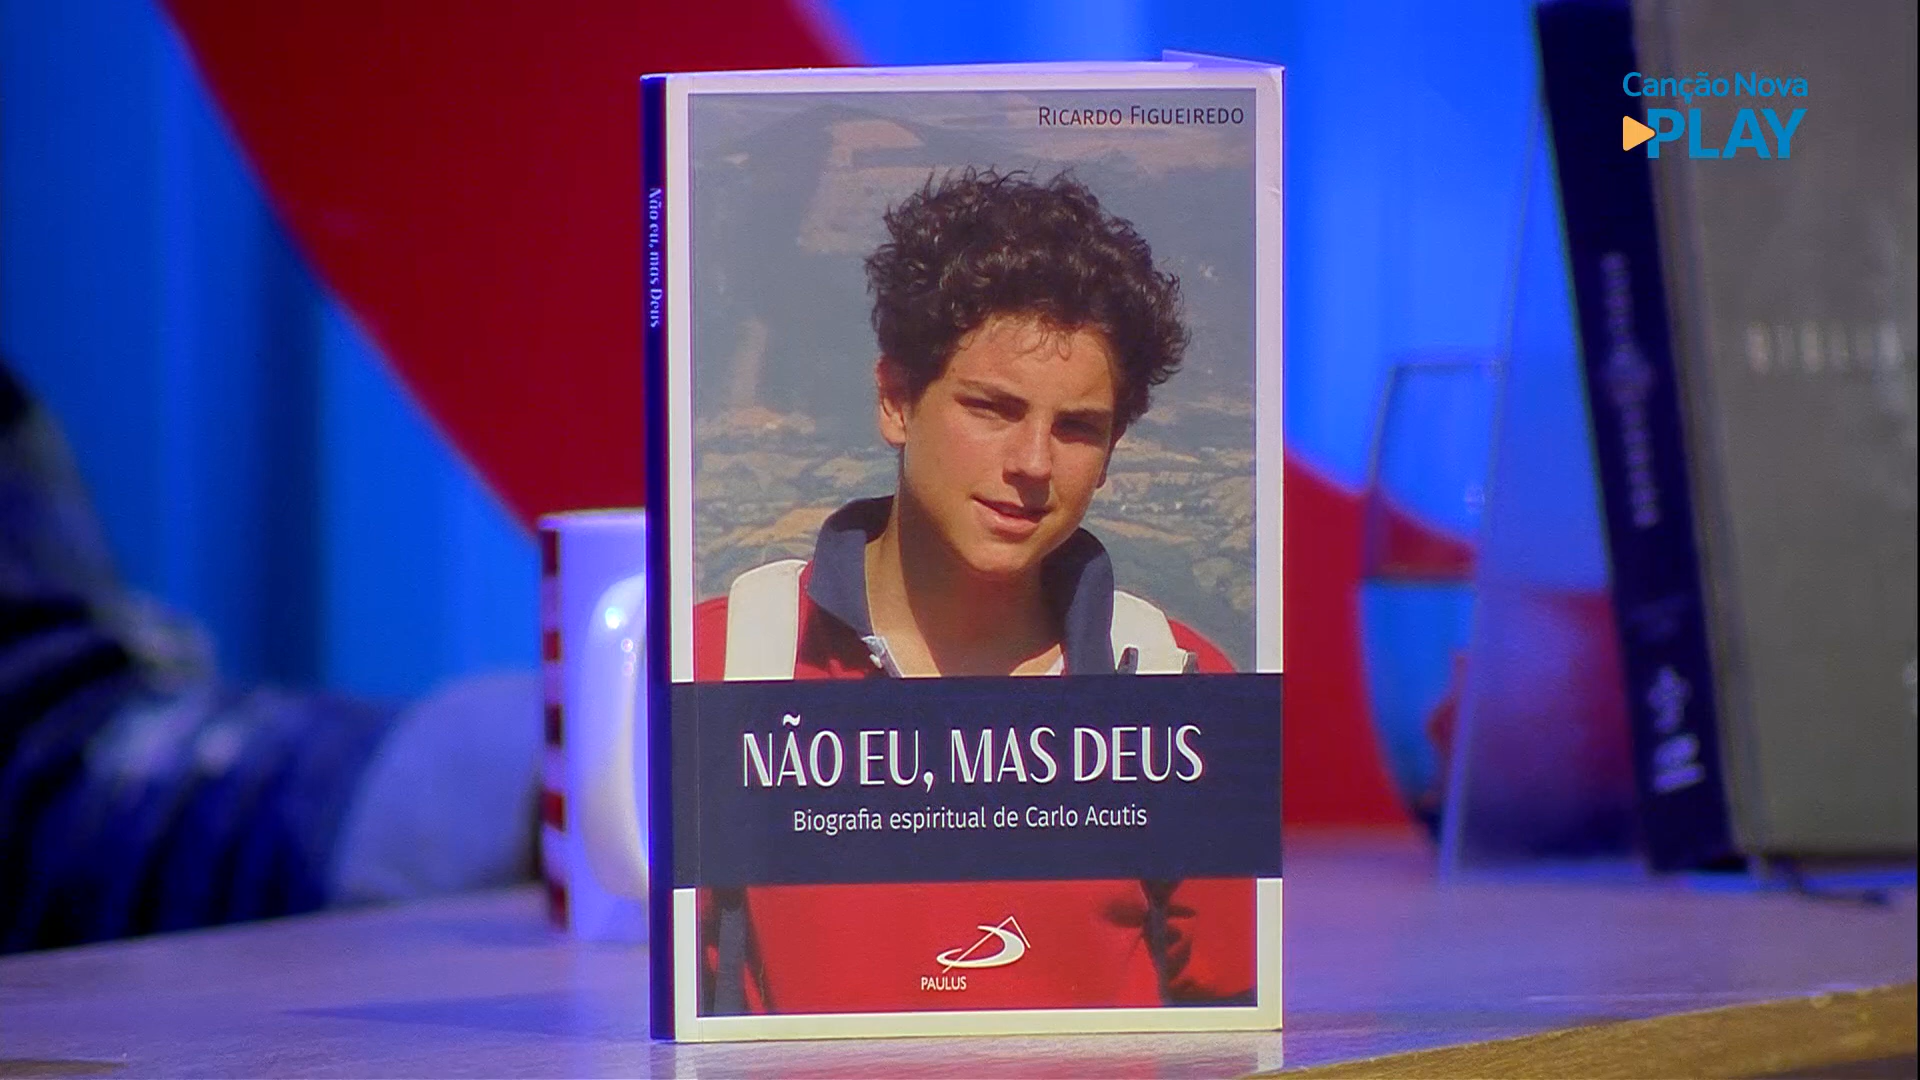 Canção Nova
PLAY
RICARDO FIGUEIREDO
Não eu, mas Deus
NÃO EU, MAS DEUS
Biografia espiritual de Carlo Acutis
PAULUS